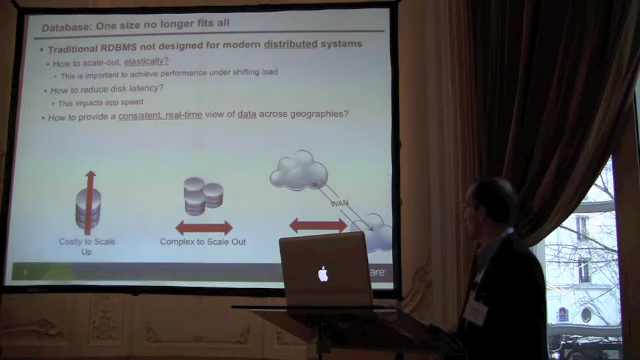 Database: One size no longer fits all
• Traditional RDBMS not designed for modern distributed systems
• How to scale-out, elastically?
• This is important to achieve performance under shifting load
• How to reduce disk latency?
• This impacts app speed
• How to provide a consistent, real-time view of data across geographies?
WAN
Costly to Scale
Up
Complex to Scale Out